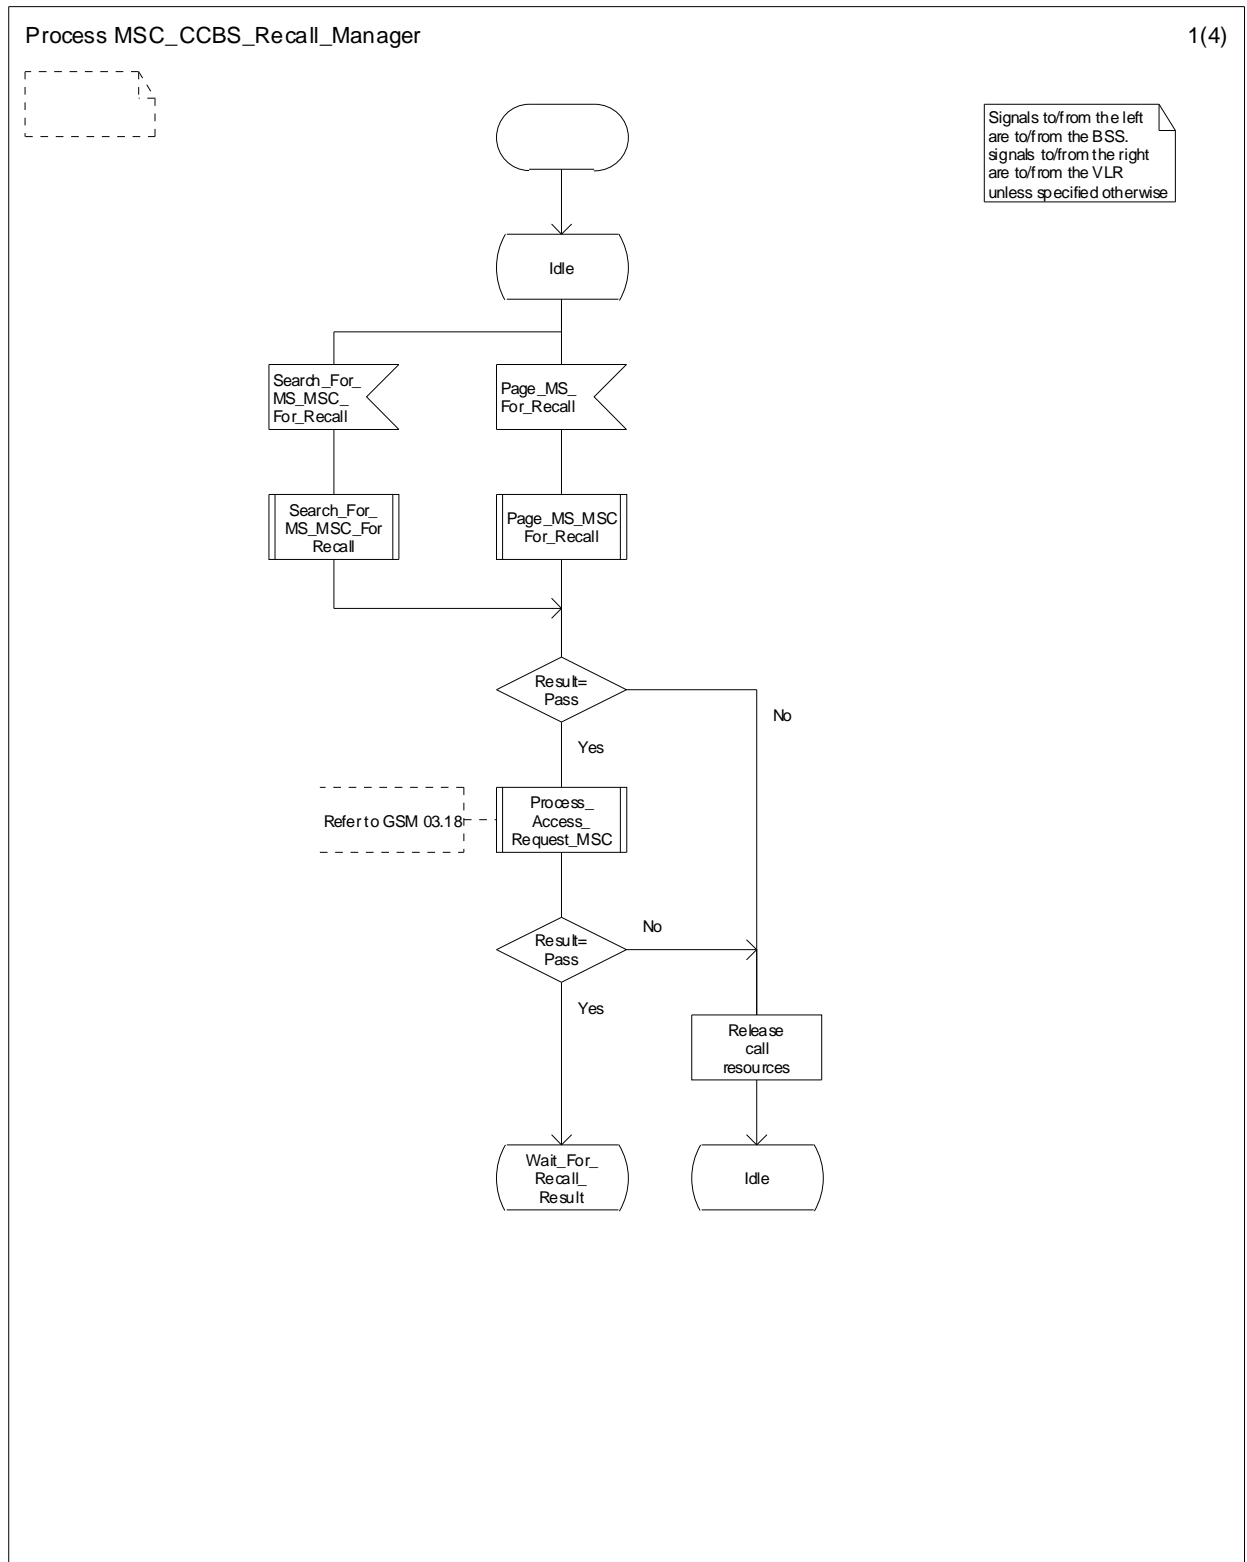 Process MSC_CCBS_Recall_Manager
1(4)
Signals to/from the left
are to/from the BSS.
signals to/from the right
are to/from the VLR
unless specified otherwise
Idle
Search_For_
MS_MSC_
For_Recall
Page_MS_
For_Recall
Search_For_
MS_MSC_For
Recall
Page_MS_MSC
For_Recall
Result=
Pass
No
Yes
Refer to GSM 03.18
Process_
Access_
Request_MSC
Result=
Pass
No
Yes
Release
call
resources
Wait_For_
Recall_
Result
Idle